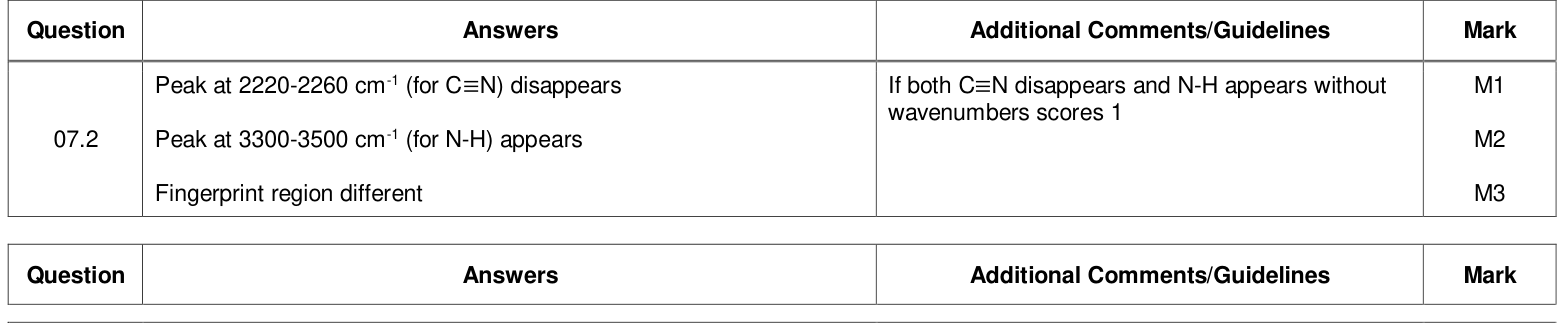 Question Answers Additional Comments/Guidelines Mark
Peak at 2220-2260 cm⁻¹ (for C≡N) disappears If both C≡N disappears and N-H appears without M1
wavenumbers scores 1
07.2 Peak at 3300-3500 cm⁻¹ (for N-H) appears M2
Fingerprint region different M3
Question Answers Additional Comments/Guidelines Mark